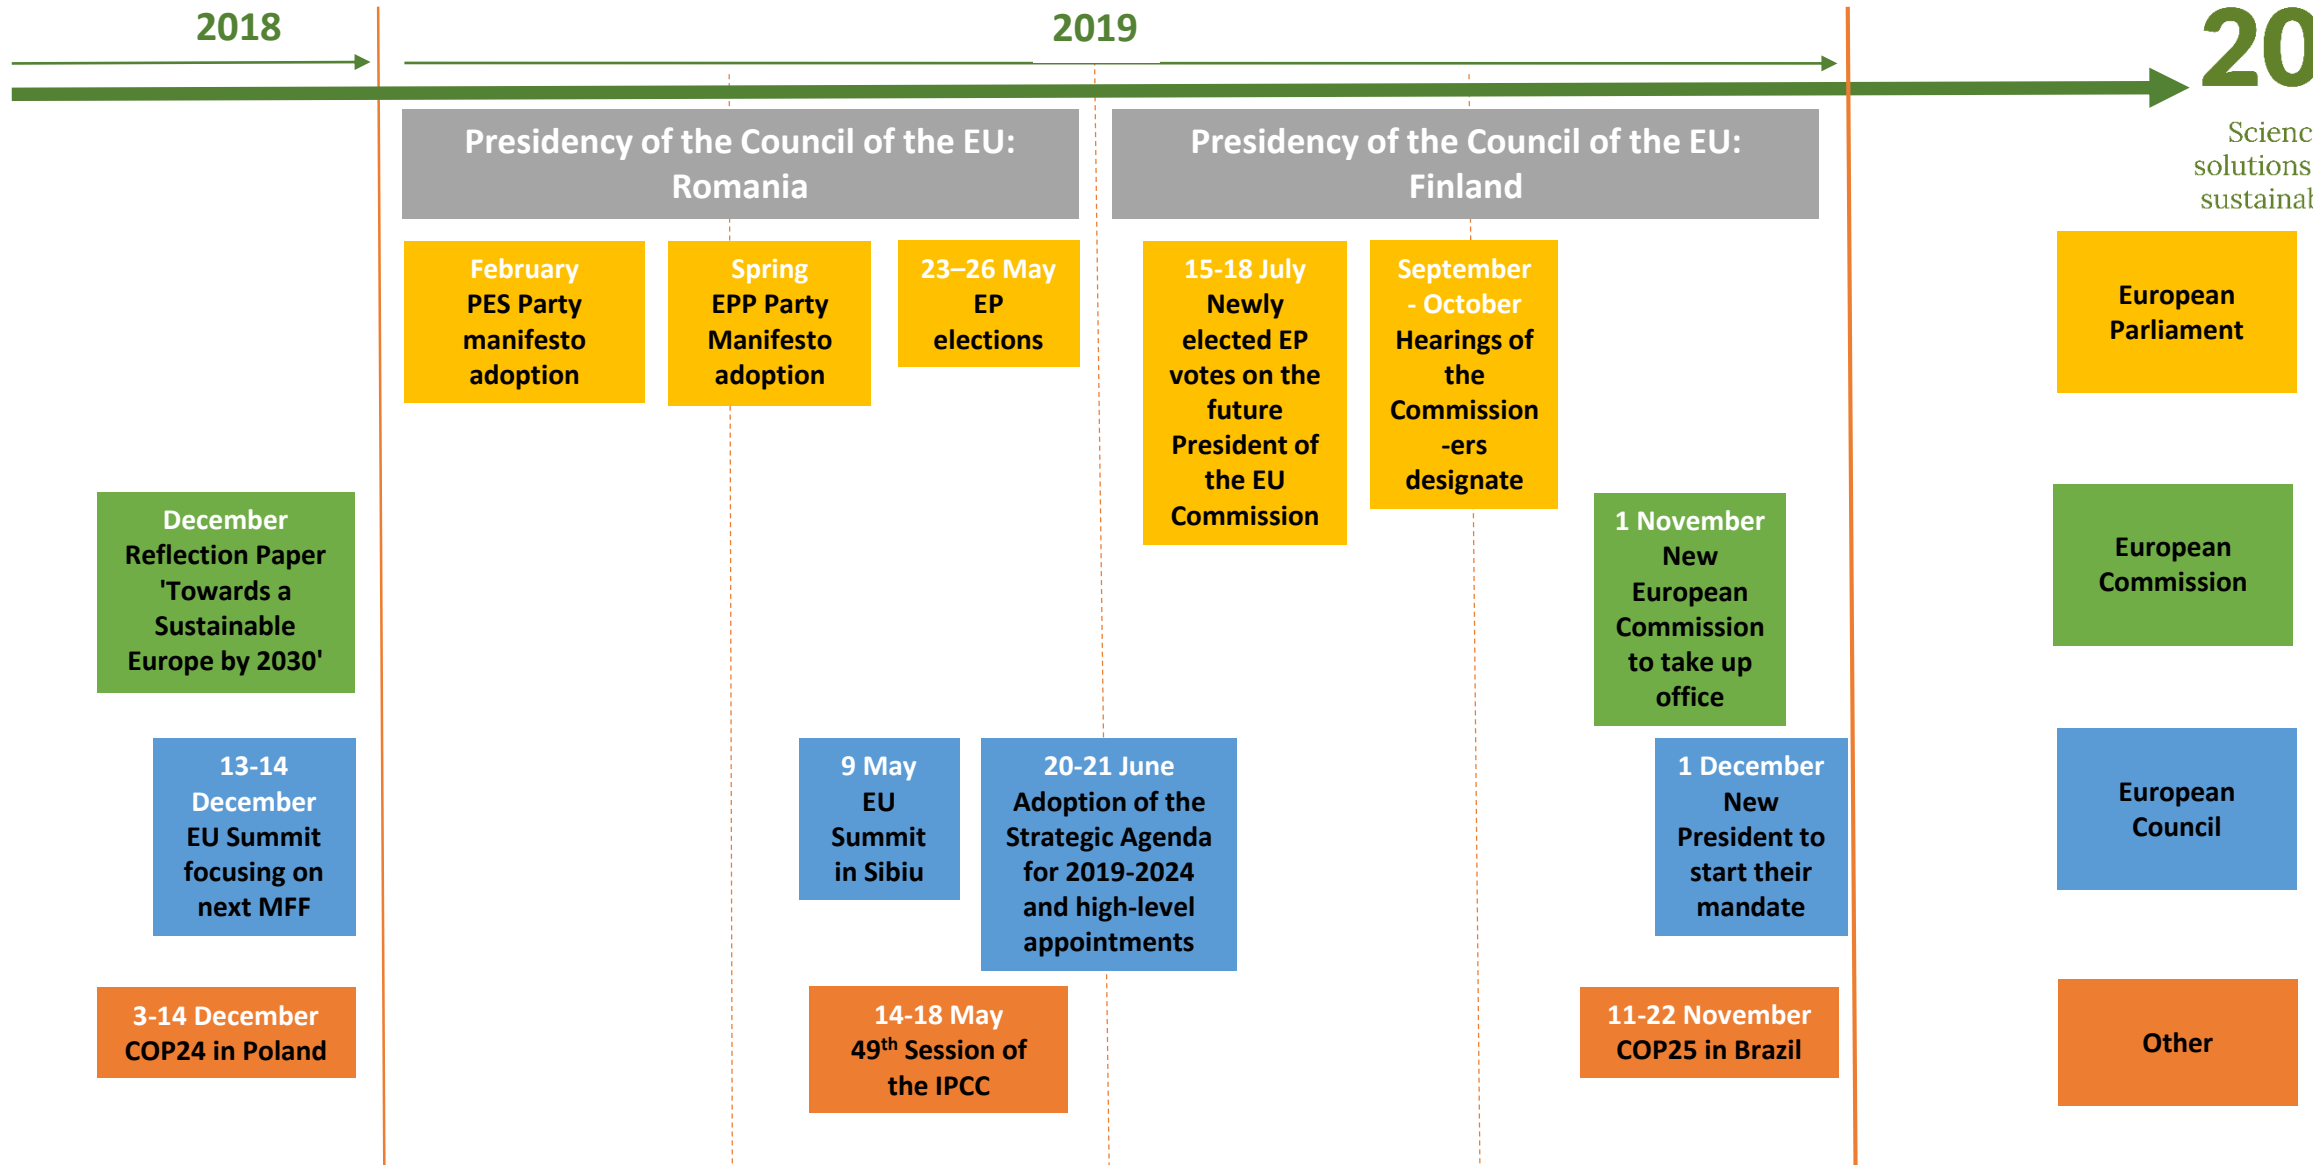 2018
2019
20
Scienc
solutions
sustainab
Presidency of the Council of the EU:
Romania
Presidency of the Council of the EU:
Finland
February
PES Party
manifesto
adoption
Spring
EPP Party
Manifesto
adoption
23–26 May
EP
elections
15-18 July
Newly
elected EP
votes on the
future
President of
the EU
Commission
September
- October
Hearings of
the
Commission
-ers
designate
European
Parliament
December
Reflection Paper
'Towards a
Sustainable
Europe by 2030'
1 November
New
European
Commission
to take up
office
European
Commission
13-14
December
EU Summit
focusing on
next MFF
9 May
EU
Summit
in Sibiu
20-21 June
Adoption of the
Strategic Agenda
for 2019-2024
and high-level
appointments
1 December
New
President to
start their
mandate
European
Council
3-14 December
COP24 in Poland
14-18 May
49th Session of
the IPCC
11-22 November
COP25 in Brazil
Other